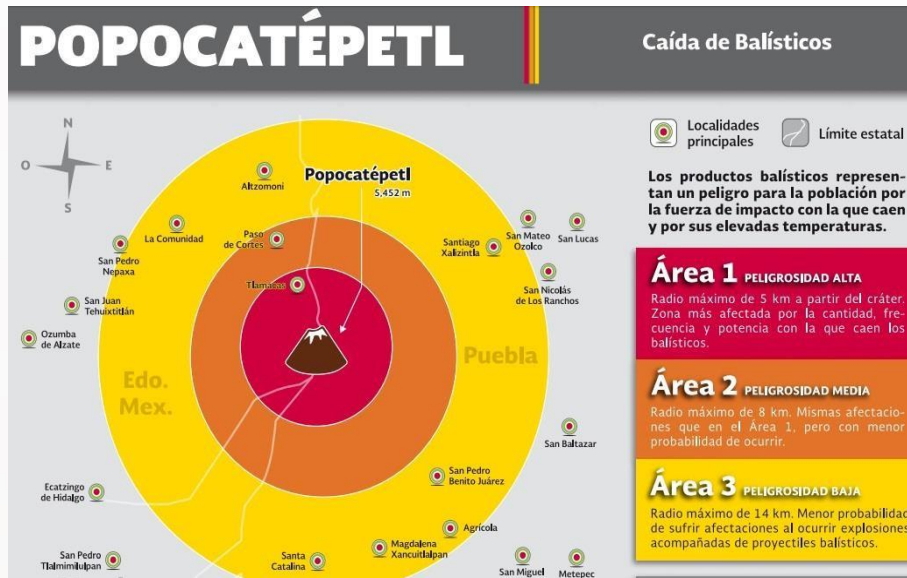 POPOCATÉPETL
Caída de Balísticos
N
O
E
S
Localidades
principales
Límite estatal
Los productos balísticos represen-
tan un peligro para la población por
la fuerza de impacto con la que caen
y por sus elevadas temperaturas.
Área 1 PELIGROSIDAD ALTA
Radio máximo de 5 km a partir del cráter.
Zona más afectada por la cantidad, fre-
cuencia y potencia con la que caen los
balísticos.
Área 2 PELIGROSIDAD MEDIA
Radio máximo de 8 km. Mismas afectacio-
nes que en el Área 1, pero con menor
probabilidad de ocurrir.
Área 3 PELIGROSIDAD BAJA
Radio máximo de 14 km. Menor probabilidad
de sufrir afectaciones al ocurrir explosiones
acompañadas de proyectiles balísticos.
Popocatépetl
5,452 m
Altzomoni
La Comunidad
Paso
de Cortés
San Pedro
Nepaxa
Santiago
Xalizintla
San Mateo
Ozolco
San Lucas
Tlamacas
San Nicolás
de Los Ranchos
San Juan
Tehuixtitlán
Ozumba
de Alzate
Edo.
Mex.
Puebla
San Baltazar
San Pedro
Benito Juárez
Ecatzingo
de Hidalgo
Agrícola
Magdalena
Xancuitlalpan
San Pedro
Tlalmimilulpan
Santa
Catalina
San Miguel
Metepec